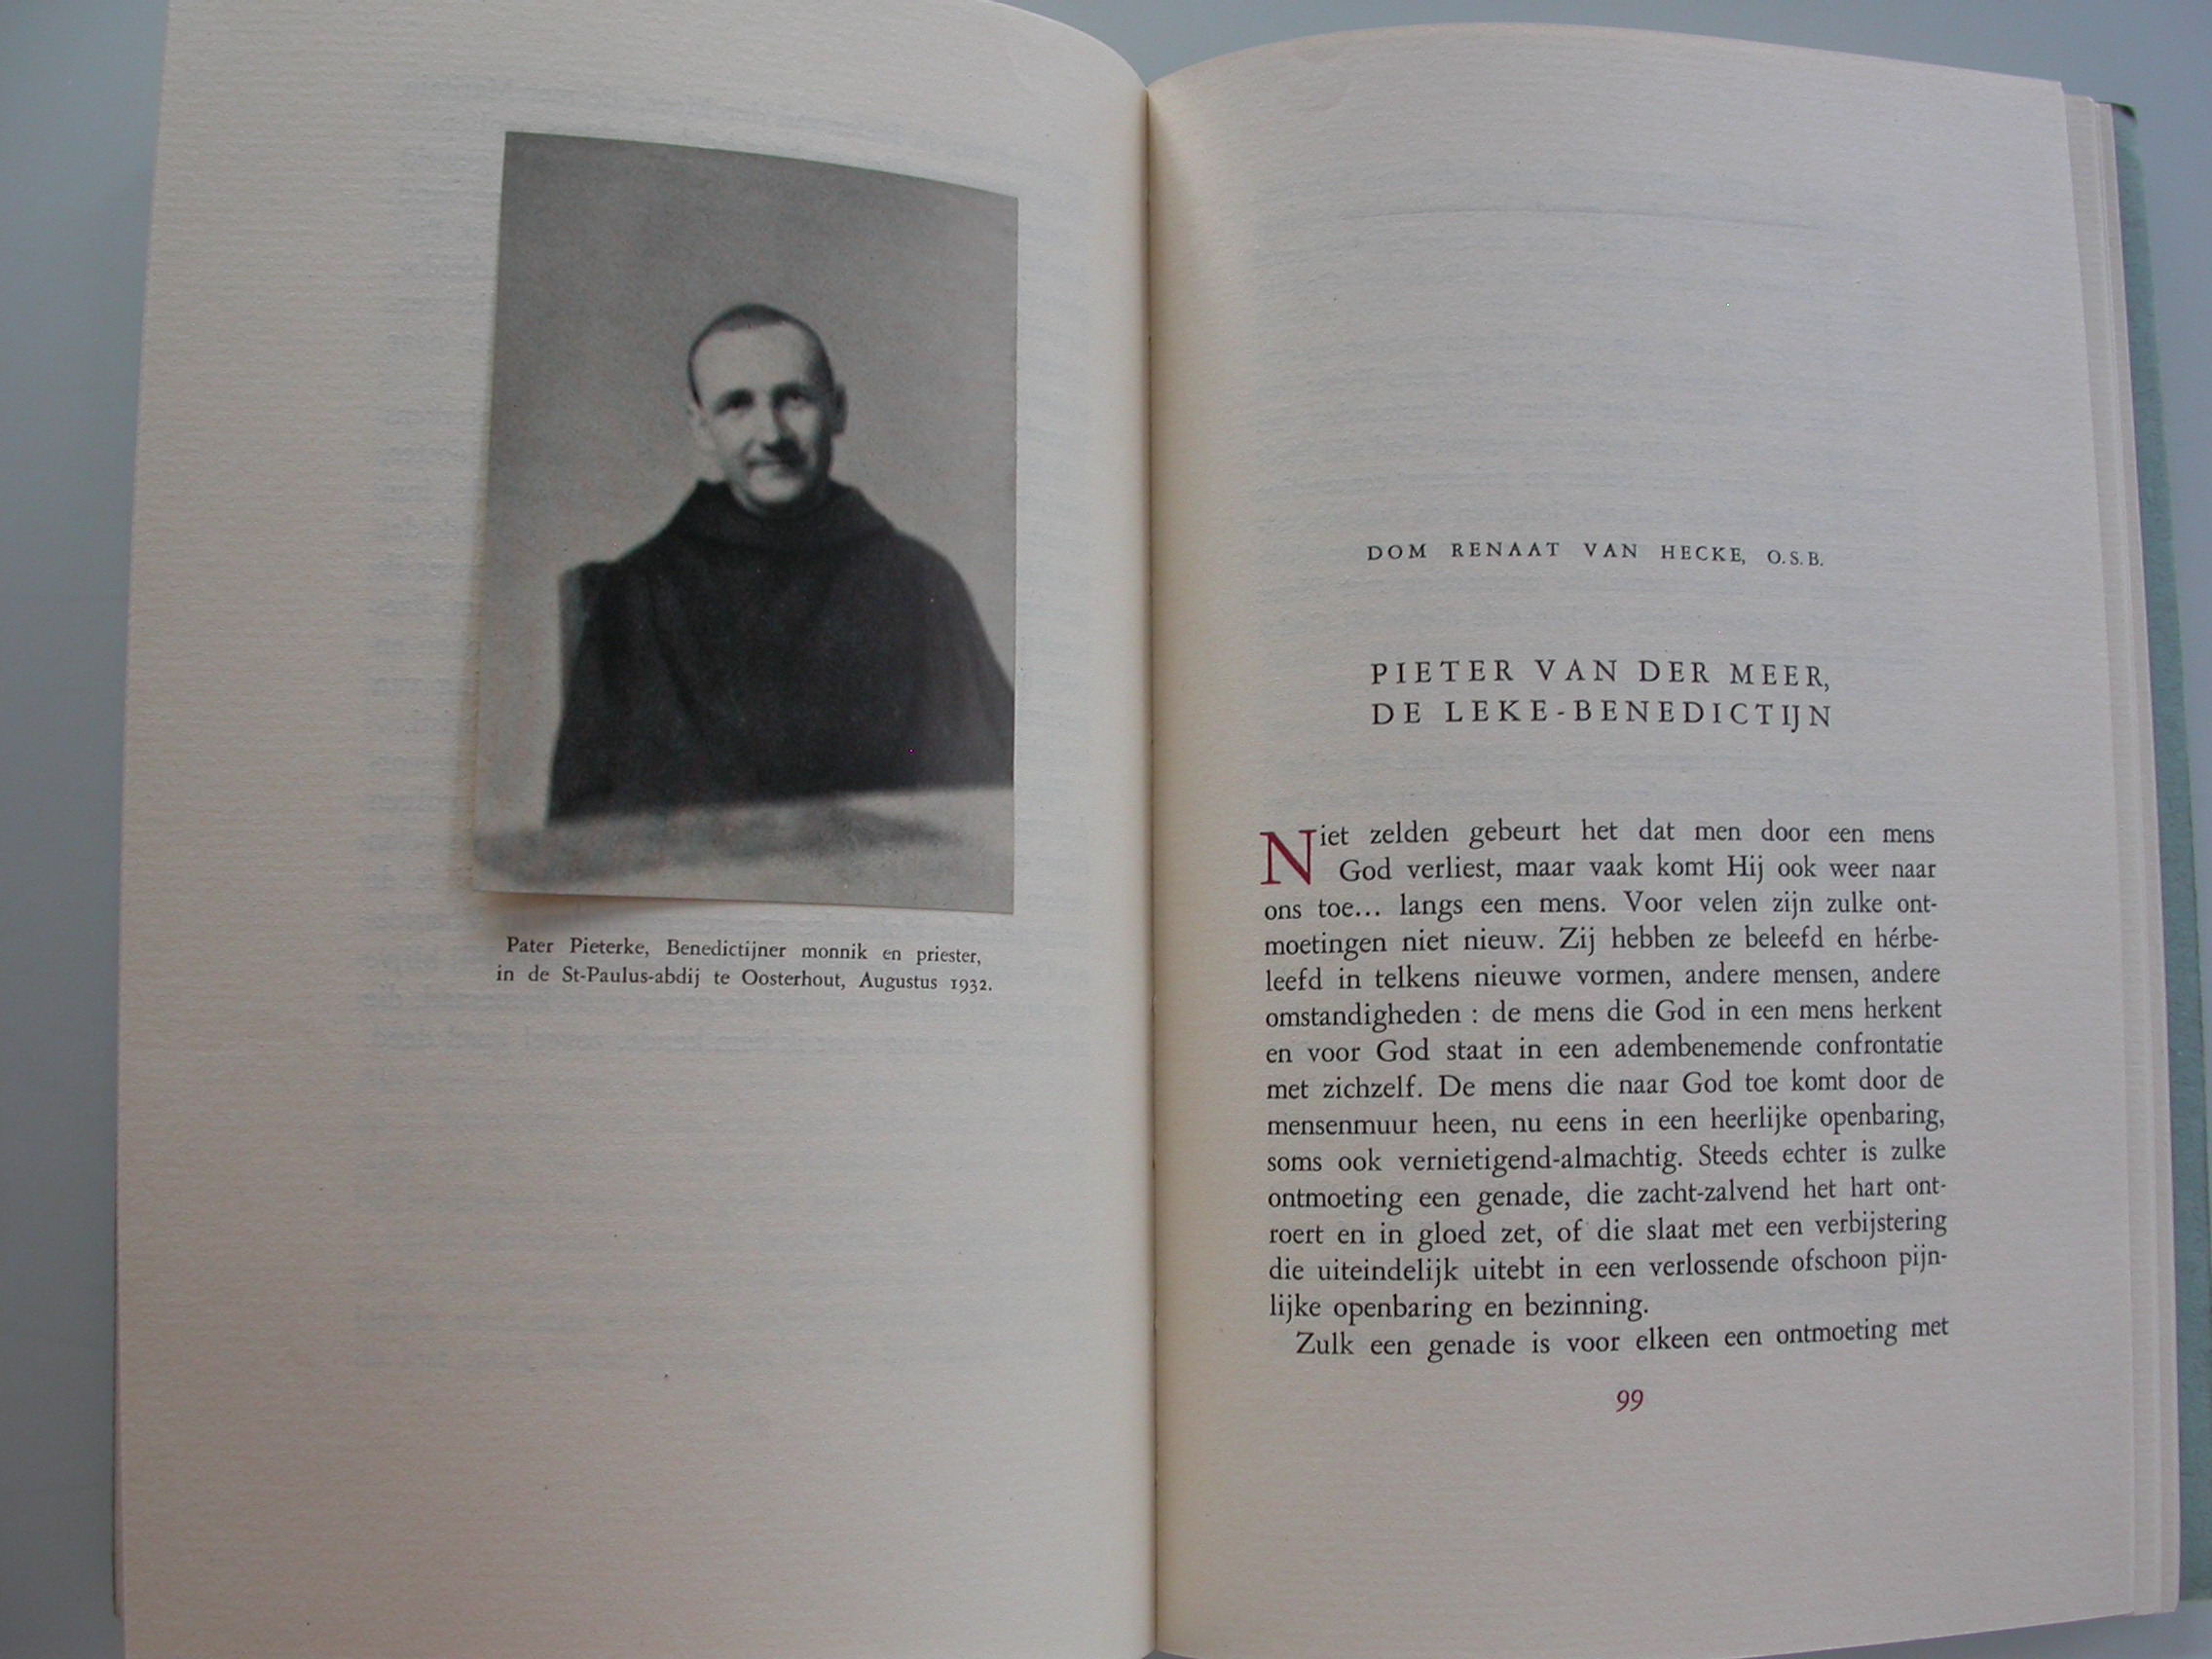 Pater Pieterke, Benedictijner monnik en priester,
in de St-Paulus-abdij te Oosterhout, Augustus 1932.
DOM RENAAT VAN HECKE, O.S.B.
PIETER VAN DER MEER,
DE LEKE-BENEDICTIJN
Niet zelden gebeurt het dat men door een mens
God verliest, maar vaak komt Hij ook weer naar
ons toe... langs een mens. Voor velen zijn zulke ont-
moetingen niet nieuw. Zij hebben ze beleefd en hérbe-
leefd in telkens nieuwe vormen, andere mensen, andere
omstandigheden : de mens die God in een mens herkent
en voor God staat in een adembenemende confrontatie
met zichzelf. De mens die naar God toe komt door de
mensenmuur heen, nu eens in een heerlijke openbaring,
soms ook vernietigend-almachtig. Steeds echter is zulke
ontmoeting een genade, die zacht-zalvend het hart ont-
roert en in gloed zet, of die slaat met een verbijstering
die uiteindelijk uitebt in een verlossende ofschoon pijn-
lijke openbaring en bezinning.
Zulk een genade is voor elkeen een ontmoeting met
99